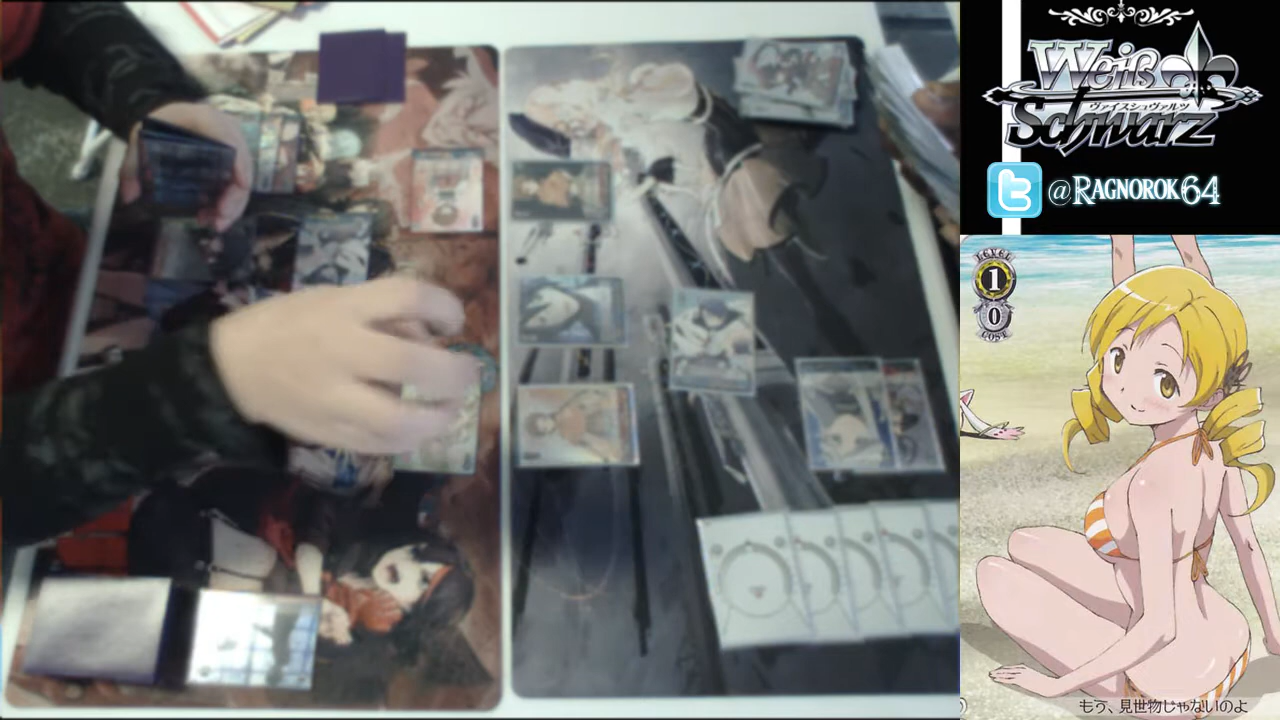 Weiß
ヴァイスシュヴァルツ
Schwarz
@Ragnorok64
LEVEL
1
0
COST
もう、見世物じゃないのよ